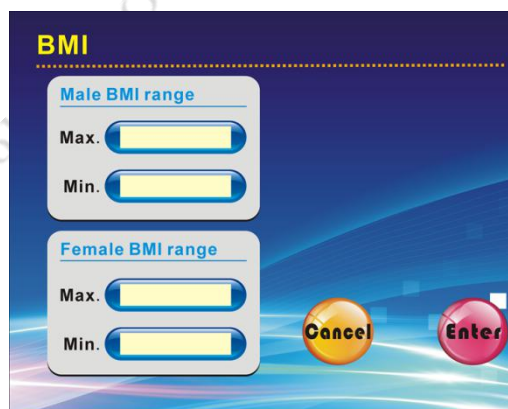 BMI
Male BMI range
Max.
Min.
Female BMI range
Max.
Min.
Cancel
Enter